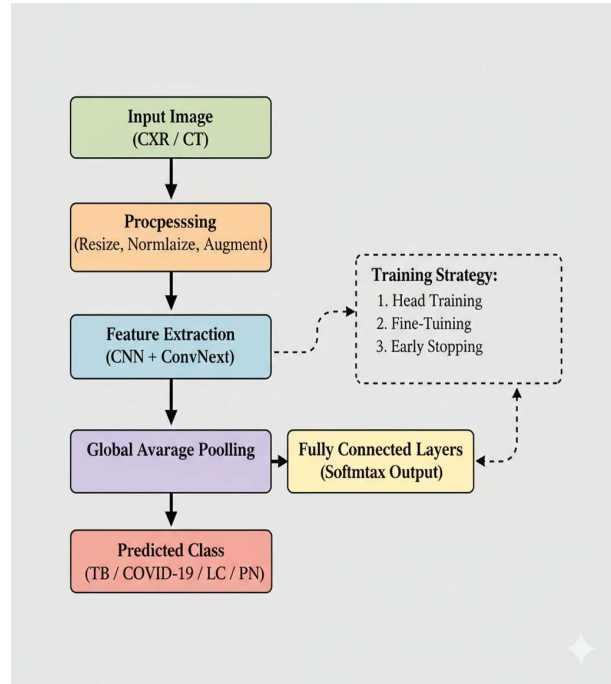 Input Image
(CXR / CT)
Procpesssing
(Resize, Normlaize, Augment)
Training Strategy:
1. Head Training
2. Fine-Tuining
3. Early Stopping
Feature Extraction
(CNN + ConvNext)
Global Avarage Poolling
Fully Connected Layers
(Softmtax Output)
Predicted Class
(TB / COVID-19 / LC / PN)